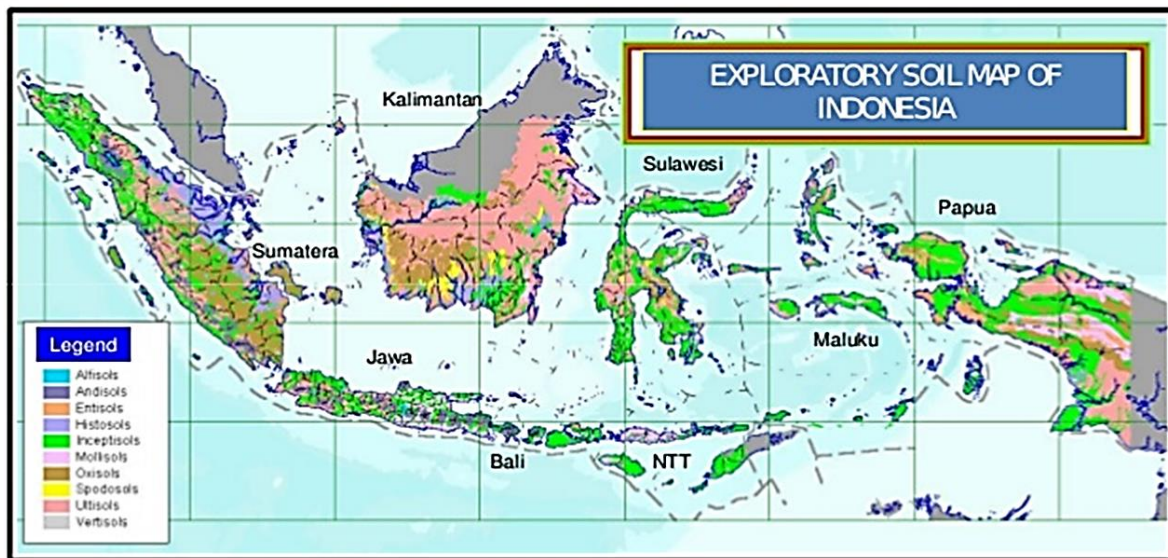 EXPLORATORY SOIL MAP OF
INDONESIA
Kalimantan
Sulawesi
Papua
Sumatera
Maluku
Jawa
Bali
NTT
Legend
Alfisols
Andisols
Entisols
Histosols
Inceptisols
Mollisols
Oxisols
Spodosols
Ultisols
Vertisols